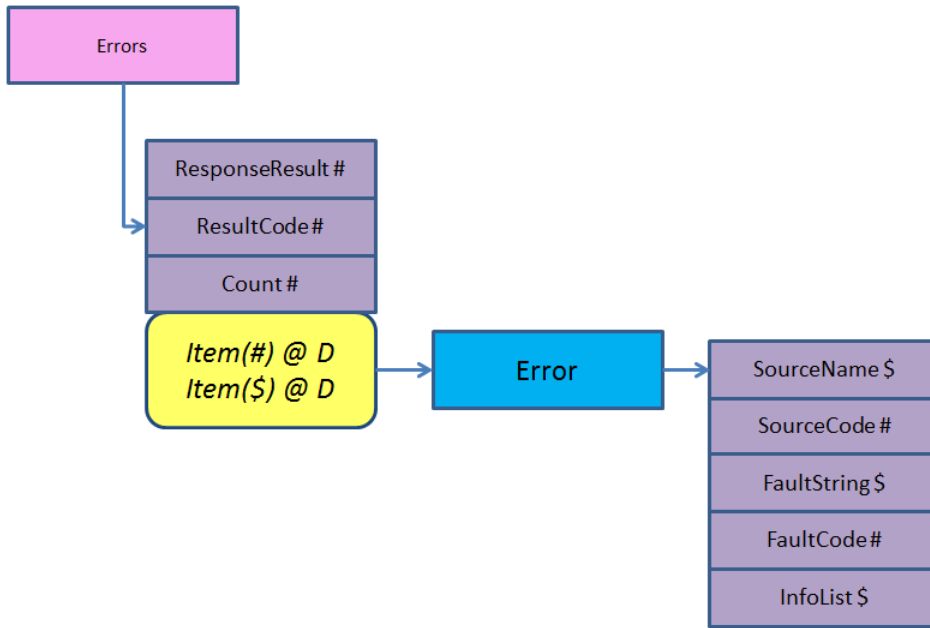 Errors
ResponseResult #
ResultCode #
Count #
Item(#) @ D
Item($) @ D
Error
SourceName $
SourceCode #
FaultString $
FaultCode #
InfoList $